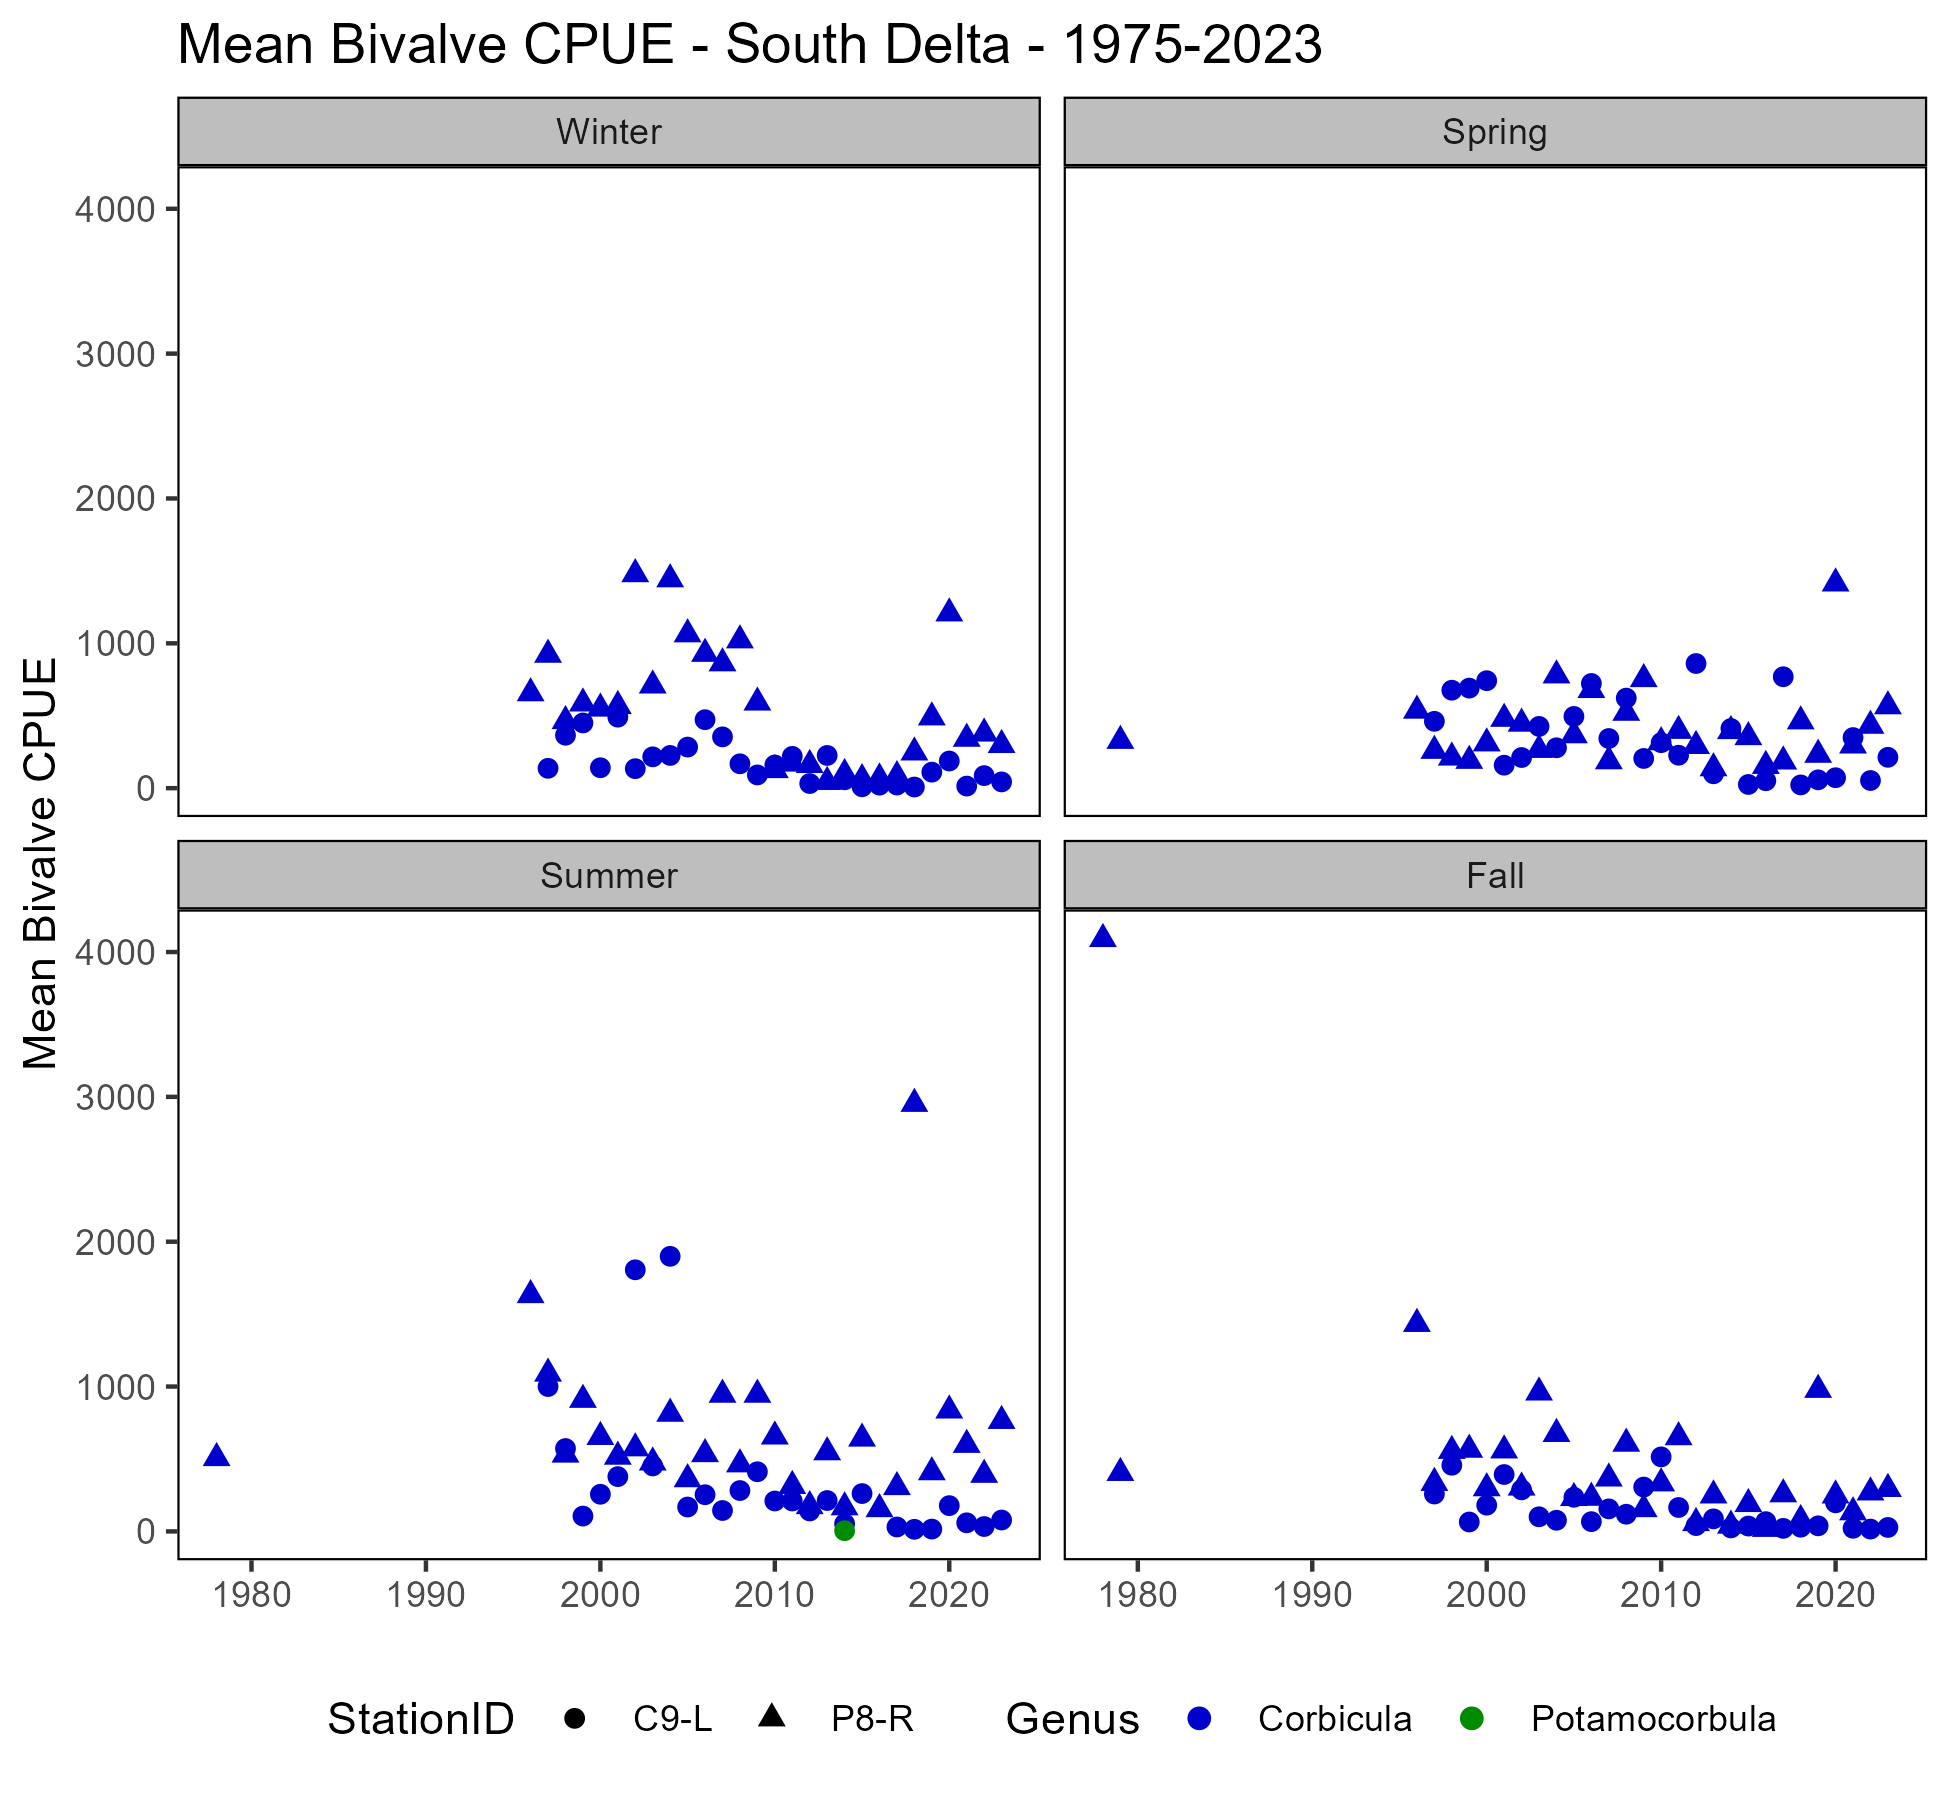 Mean Bivalve CPUE - South Delta - 1975-2023
Winter
Spring
4000
3000
2000
1000
0
Mean Bivalve CPUE
Summer
Fall
4000
3000
2000
1000
0
1980 1990 2000 2010 2020
1980 1990 2000 2010 2020
StationID C9-L P8-R Genus Corbicula Potamocorbula